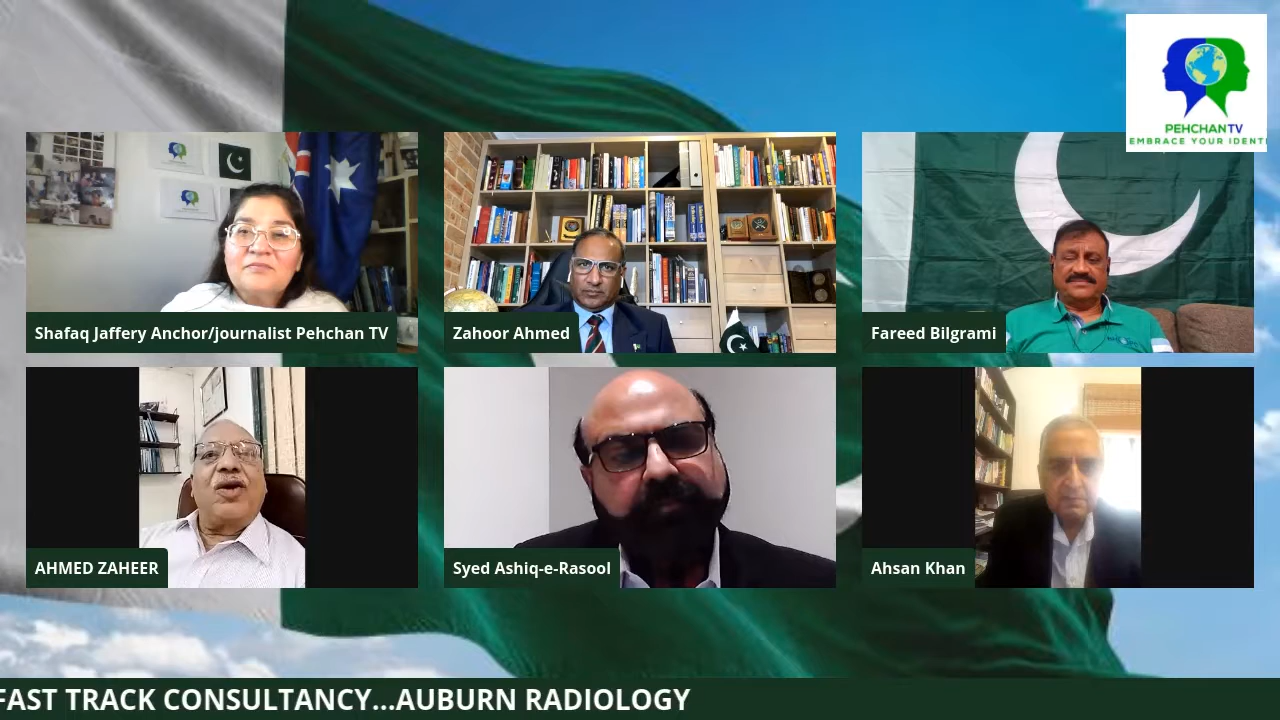 PEHCHANTV
EMBRACE YOUR IDENTI
Shafaq Jaffery Anchor/journalist Pehchan TV
Zahoor Ahmed
Fareed Bilgrami
AHMED ZAHEER
Syed Ashiq-e-Rasool
Ahsan Khan
FAST TRACK CONSULTANCY...AUBURN RADIOLOGY